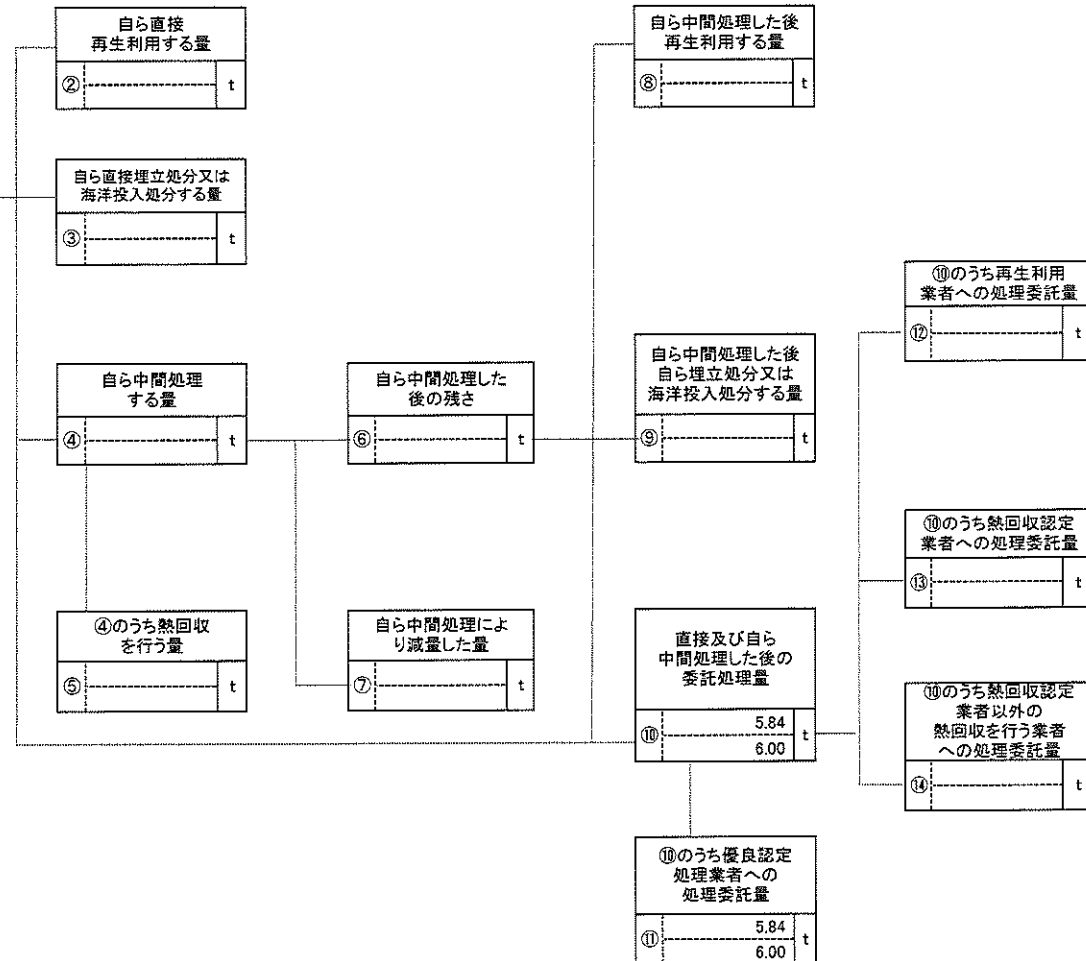 自ら直接
再生利用する量
② t
自ら中間処理した後
再生利用する量
⑧ t
自ら直接埋立処分又は
海洋投入処分する量
③ t
⑩のうち再生利用
業者への処理委託量
⑫ t
自ら中間処理
する量
④ t
自ら中間処理した
後の残さ
⑥ t
自ら中間処理した後
自ら埋立処分又は
海洋投入処分する量
⑨ t
⑩のうち熱回収認定
業者への処理委託量
⑬ t
④のうち熱回収
を行う量
⑤ t
自ら中間処理によ
り減量した量
⑦ t
直接及び自ら
中間処理した後の
委託処理量
5.84
⑩ t
6.00
⑩のうち熱回収認定
業者以外の
熱回収を行う業者
への処理委託量
⑭ t
⑩のうち優良認定
処理業者への
処理委託量
5.84
⑪ t
6.00